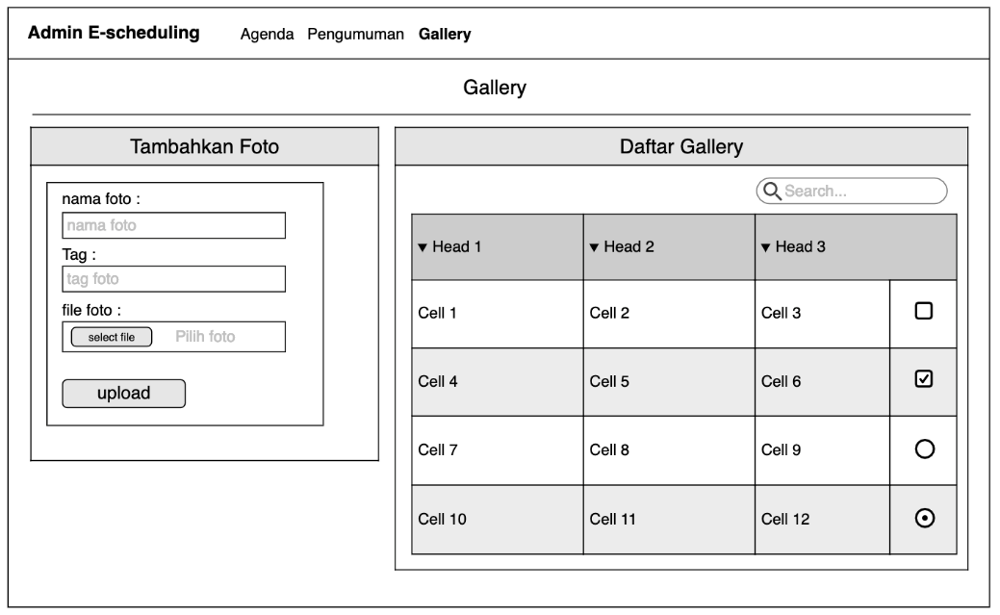 Admin E-scheduling Agenda Pengumuman Gallery
Gallery
Tambahkan Foto
nama foto :
nama foto
Tag :
tag foto
file foto :
select file Pilih foto
upload
Daftar Gallery
Search...
▼ Head 1 ▼ Head 2 ▼ Head 3
Cell 1 Cell 2 Cell 3
Cell 4 Cell 5 Cell 6
Cell 7 Cell 8 Cell 9
Cell 10 Cell 11 Cell 12